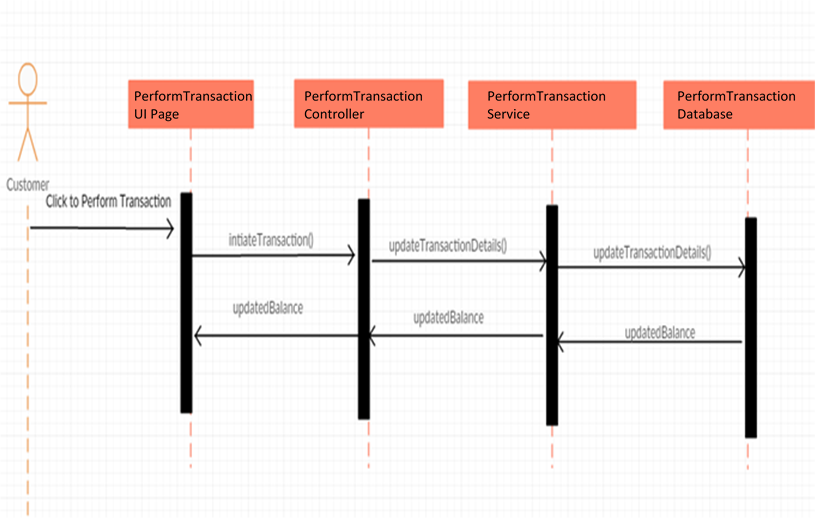 PerformTransaction
UI Page
PerformTransaction
Controller
PerformTransaction
Service
PerformTransaction
Database
Customer
Click to Perform Transaction
intiateTransaction()
updateTransactionDetails()
updateTransactionDetails()
updatedBalance
updatedBalance
updatedBalance